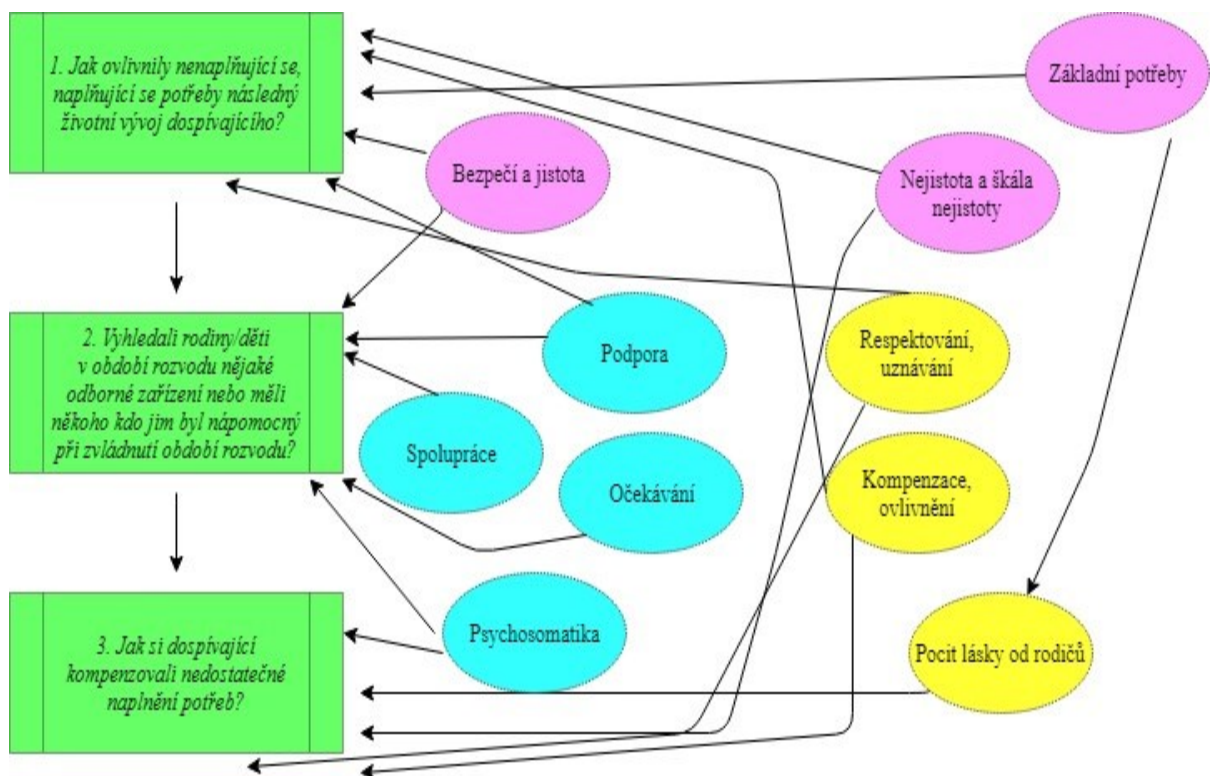 1. Jak ovlivnily nenaplňující se,
naplňující se potřeby následný
životní vývoj dospívajícího?
Základní potřeby
Bezpečí a jistota
Nejistota a škála
nejistoty
2. Vyhledali rodiny/děti
v období rozvodu nějaké
odborné zařízení nebo měli
někoho kdo jim byl nápomocný
při zvládnutí období rozvodu?
Podpora
Respektování,
uznávání
Spolupráce
Očekávání
Kompenzace,
ovlivnění
3. Jak si dospívající
kompenzovali nedostatečné
naplnění potřeb?
Psychosomatika
Pocit lásky od rodičů